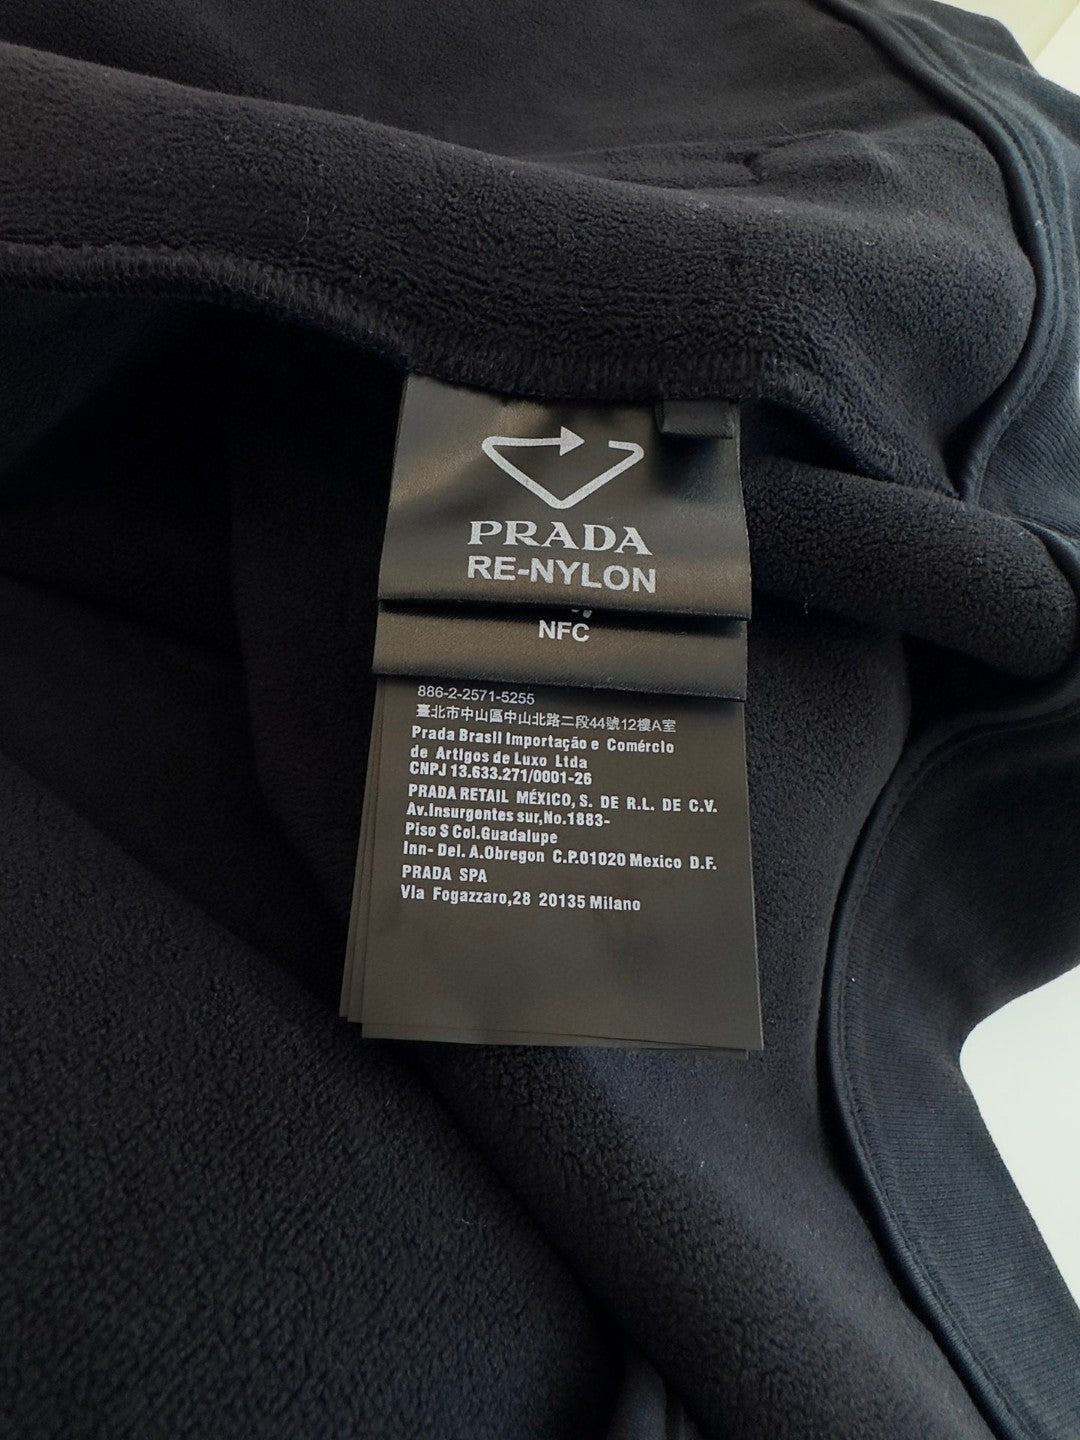 PRADA
RE-NYLON
NFC
886-2-2571-5255
臺北市中山區中山北路二段44號12樓A室
Prada Brasil Importação e Comércio
de Artigos de Luxo Ltda
CNPJ 13.633.271/0001-26
PRADA RETAIL MÉXICO, S. DE R.L. DE C.V.
Av.Insurgentes sur,No.1883-
Piso S Col.Guadalupe
Inn- Del. A.Obregon C.P.01020 Mexico D.F.
PRADA SPA
Vla Fogazzaro,28 20135 Milano